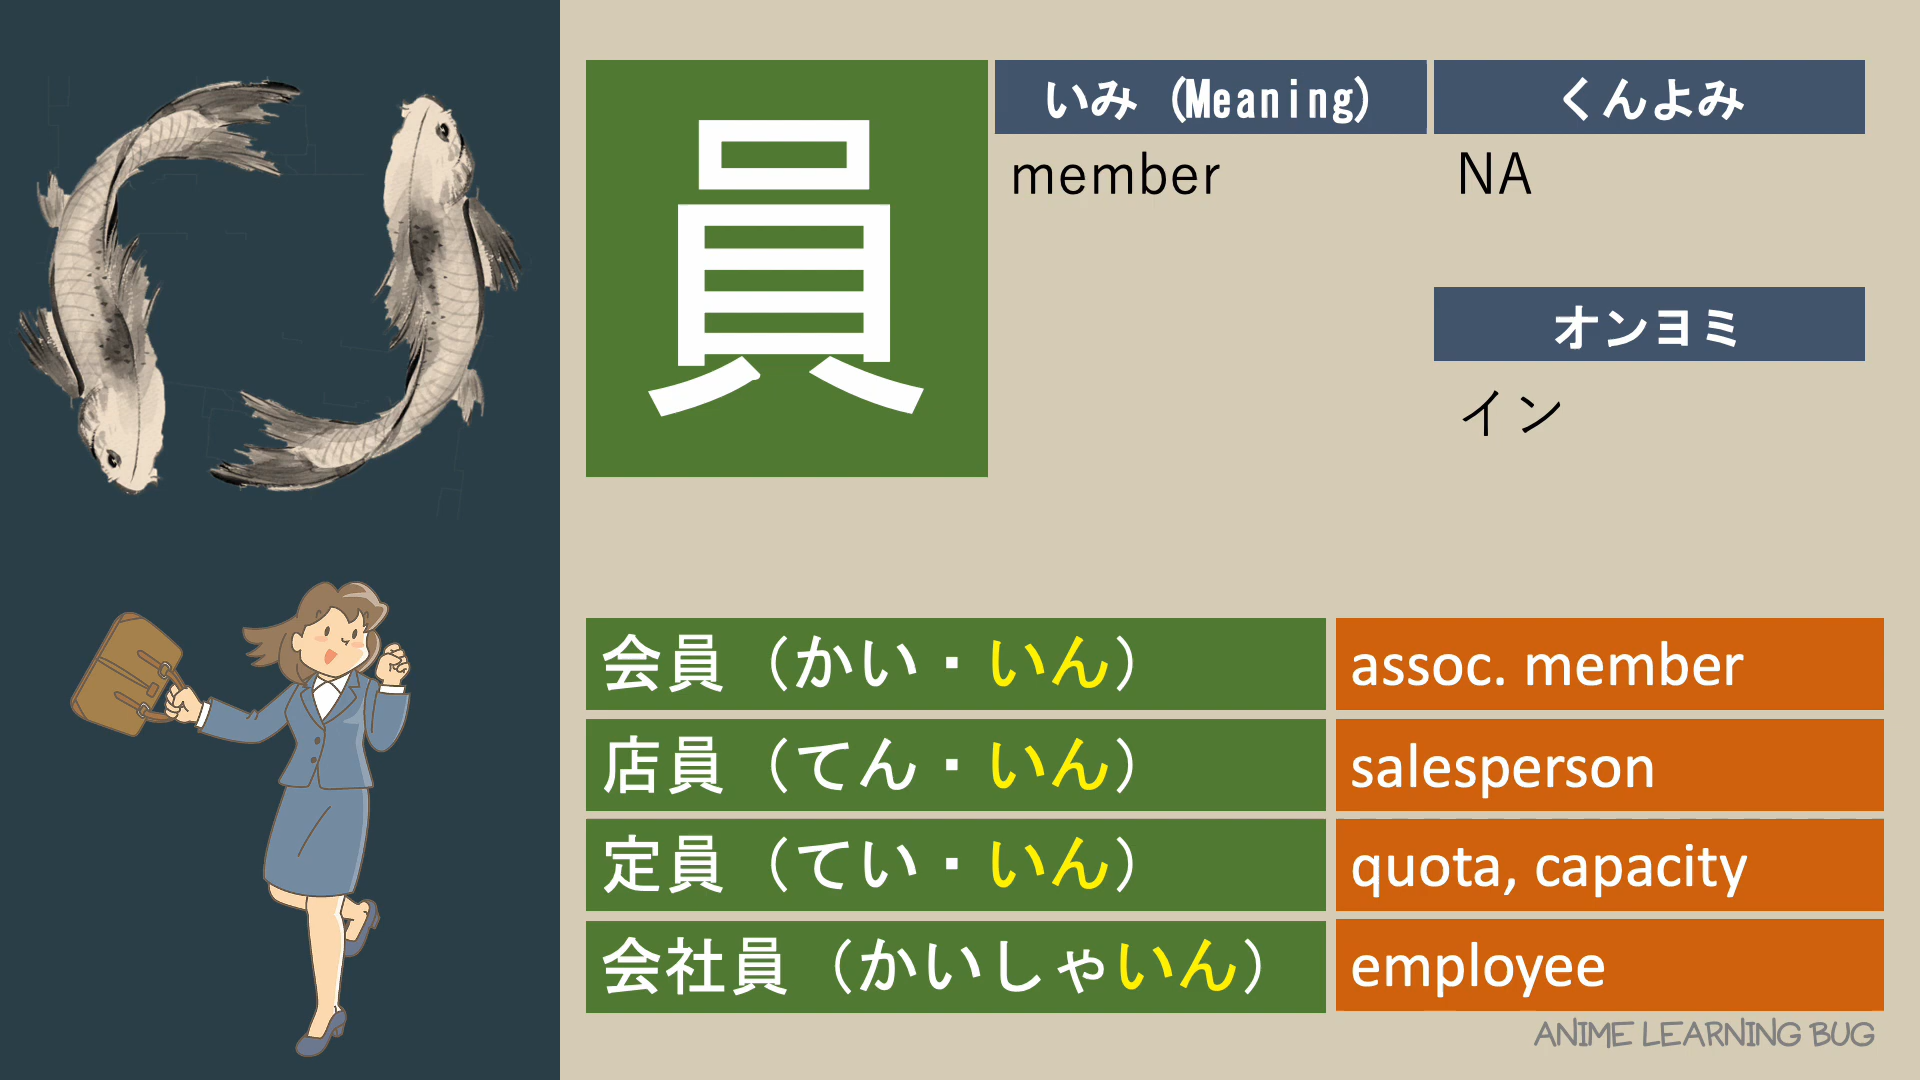 員
いみ (Meaning)
member
くんよみ
NA
オンヨミ
イン
会員（かい・いん） assoc. member
店員（てん・いん） salesperson
定員（てい・いん） quota, capacity
会社員（かいしゃいん） employee
ANIME LEARNING BUG